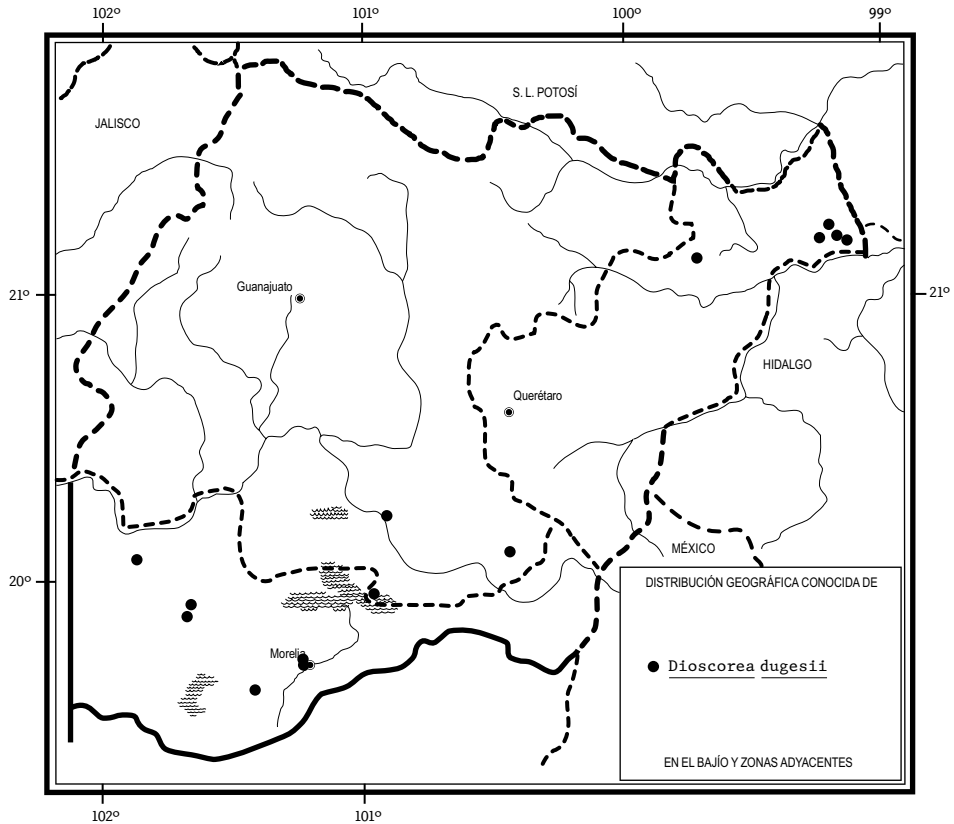 102º 101º 100º 99º
S. L. POTOSÍ
JALISCO
Guanajuato
21º 21º
HIDALGO
Querétaro
MÉXICO
20º
DISTRIBUCIÓN GEOGRÁFICA CONOCIDA DE
Morelia
Dioscorea dugesii
EN EL BAJÍO Y ZONAS ADYACENTES
102º 101º